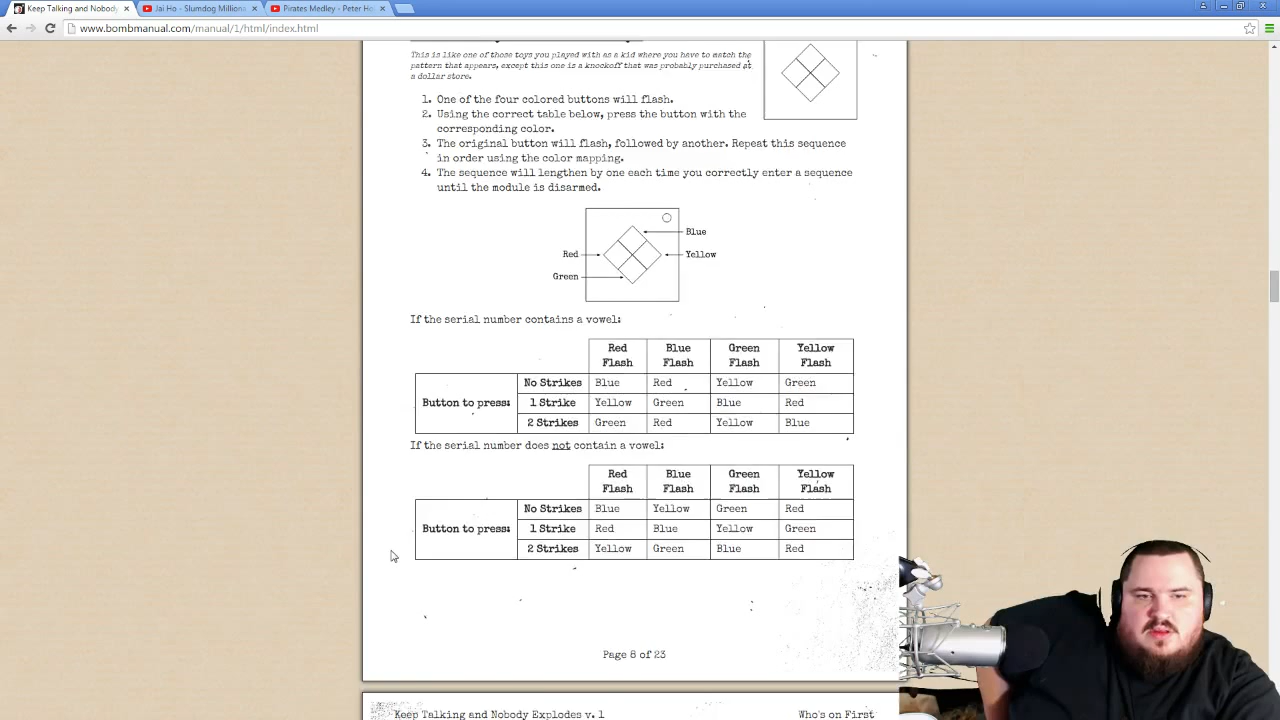 Keep Talking and Nobody
Jai Ho - Slumdog Millions
Pirates Medley - Peter Ho
www.bombmanual.com/manual/1/html/index.html
This is like one of those toys you played with as a kid where you have to match the
pattern that appears, except this one is a knockoff that was probably purchased at
a dollar store.
1. One of the four colored buttons will flash.
2. Using the correct table below, press the button with the
corresponding color.
3. The original button will flash, followed by another. Repeat this sequence
in order using the color mapping.
4. The sequence will lengthen by one each time you correctly enter a sequence
until the module is disarmed.
Blue
Red
Yellow
Green
If the serial number contains a vowel:
Red Flash Blue Flash Green Flash Yellow Flash
Button to press:
No Strikes Blue Red Yellow Green
1 Strike Yellow Green Blue Red
2 Strikes Green Red Yellow Blue
If the serial number does not contain a vowel:
Red Flash Blue Flash Green Flash Yellow Flash
Button to press:
No Strikes Blue Yellow Green Red
1 Strike Red Blue Yellow Green
2 Strikes Yellow Green Blue Red
Page 8 of 23
Keep Talking and Nobody Explodes v. 1 Who's on First